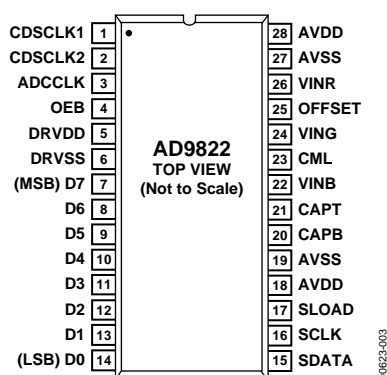 CDSCLK1 1
CDSCLK2 2
ADCCLK 3
OEB 4
DRVDD 5
DRVSS 6
(MSB) D7 7
D6 8
D5 9
D4 10
D3 11
D2 12
D1 13
(LSB) D0 14
AD9822
TOP VIEW
(Not to Scale)
28 AVDD
27 AVSS
26 VINR
25 OFFSET
24 VING
23 CML
22 VINB
21 CAPT
20 CAPB
19 AVSS
18 AVDD
17 SLOAD
16 SCLK
15 SDATA
0623-003